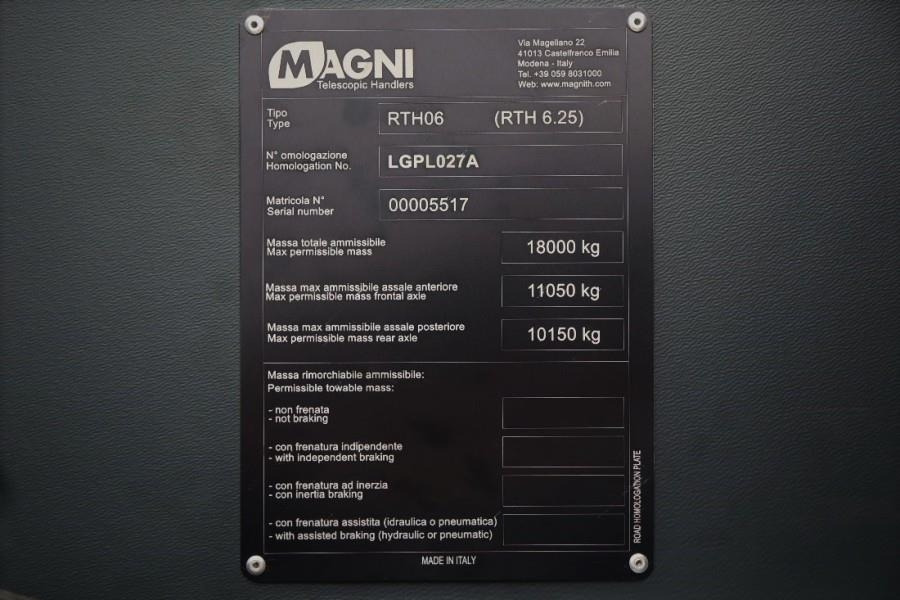 MAGNI
Telescopic Handlers
Via Magellano 22
41013 Castelfranco Emilia
Modena - Italy
Tel. +39 059 8031000
Web: www.magnith.com
Tipo
Type
RTH06 (RTH 6.25)
N° omologazione
Homologation No.
LGPL027A
Matricola N°
Serial number
00005517
Massa totale ammissibile
Max permissible mass
18000 kg
Massa max ammissibile assale anteriore
Max permissible mass frontal axle
11050 kg
Massa max ammissibile assale posteriore
Max permissible mass rear axle
10150 kg
Massa rimorchiabile ammissibile:
Permissible towable mass:
- non frenata
- not braking
- con frenatura indipendente
- with independent braking
- con frenatura ad inerzia
- con inertia braking
- con frenatura assistita (idraulica o pneumatica)
- with assisted braking (hydraulic or pneumatic)
ROAD HOMOLOGATION PLATE
MADE IN ITALY